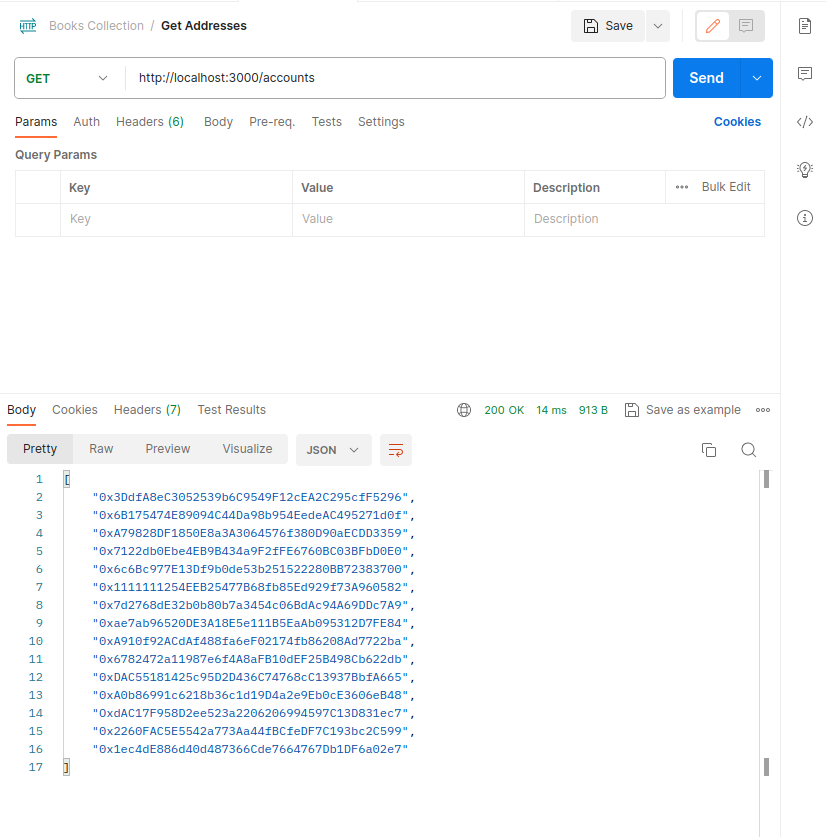 HTTP Books Collection / Get Addresses Save
GET http://localhost:3000/accounts Send
Params Auth Headers (6) Body Pre-req. Tests Settings Cookies
Query Params
Key Value Description Bulk Edit
Key Value Description
Body Cookies Headers (7) Test Results 200 OK 14 ms 913 B Save as example
Pretty Raw Preview Visualize JSON
1 [
2 "0x3DdfA8eC3052539b6C9549F12cEA2C295cfF5296",
3 "0x6B175474E89094C44Da98b954EedeAC495271d0f",
4 "0xA79828DF1850E8a3A3064576f380D90aECDD3359",
5 "0x7122db0Ebe4EB9B434a9F2fFE6760BC03BFbD0E0",
6 "0x6c6Bc977E13Df9b0de53b251522280BB72383700",
7 "0x1111111254EEB25477B68fb85Ed929f73A960582",
8 "0x7d2768dE32b0b80b7a3454c06BdAc94A69DDc7A9",
9 "0xae7ab96520DE3A18E5e111B5EaAb095312D7FE84",
10 "0xA910f92ACdAf488fa6eF02174fb86208Ad7722ba",
11 "0x6782472a11987e6f4A8aFB10dEF25B498Cb622db",
12 "0xDAC55181425c95D2D436C74768cC13937BbfA665",
13 "0xA0b86991c6218b36c1d19D4a2e9Eb0cE3606eB48",
14 "OxdAC17F958D2ee523a2206206994597C13D831ec7",
15 "0x2260FAC5E5542a773Aa44fBCfeDF7C193bc2C599",
16 "0x1ec4dE886d40d487366Cde7664767Db1DF6a02e7"
17 ]